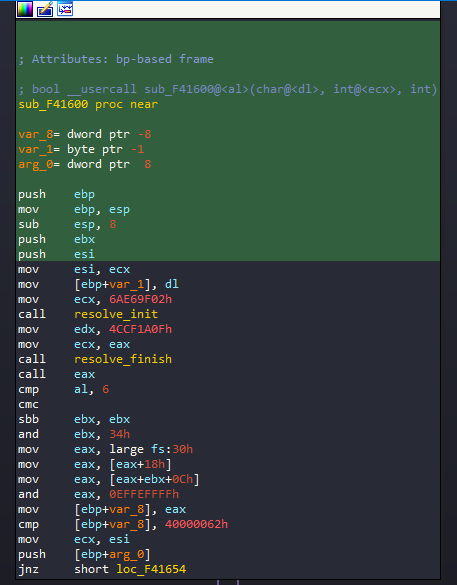 ; Attributes: bp-based frame
; bool __usercall sub_F41600@<al>(char@<dl>, int@<ecx>, int)
sub_F41600 proc near
var_8= dword ptr -8
var_1= byte ptr -1
arg_0= dword ptr  8
push    ebp
mov     ebp, esp
sub     esp, 8
push    ebx
push    esi
mov     esi, ecx
mov     [ebp+var_1], dl
mov     ecx, 6AE69F02h
call    resolve_init
mov     edx, 4CCF1A0Fh
mov     ecx, eax
call    resolve_finish
call    eax
cmp     al, 6
cmc
sbb     ebx, ebx
and     ebx, 34h
mov     eax, large fs:30h
mov     eax, [eax+18h]
mov     eax, [eax+ebx+0Ch]
and     eax, 0EFFEFFFFh
mov     [ebp+var_8], eax
cmp     [ebp+var_8], 40000062h
mov     ecx, esi
push    [ebp+arg_0]
jnz     short loc_F41654